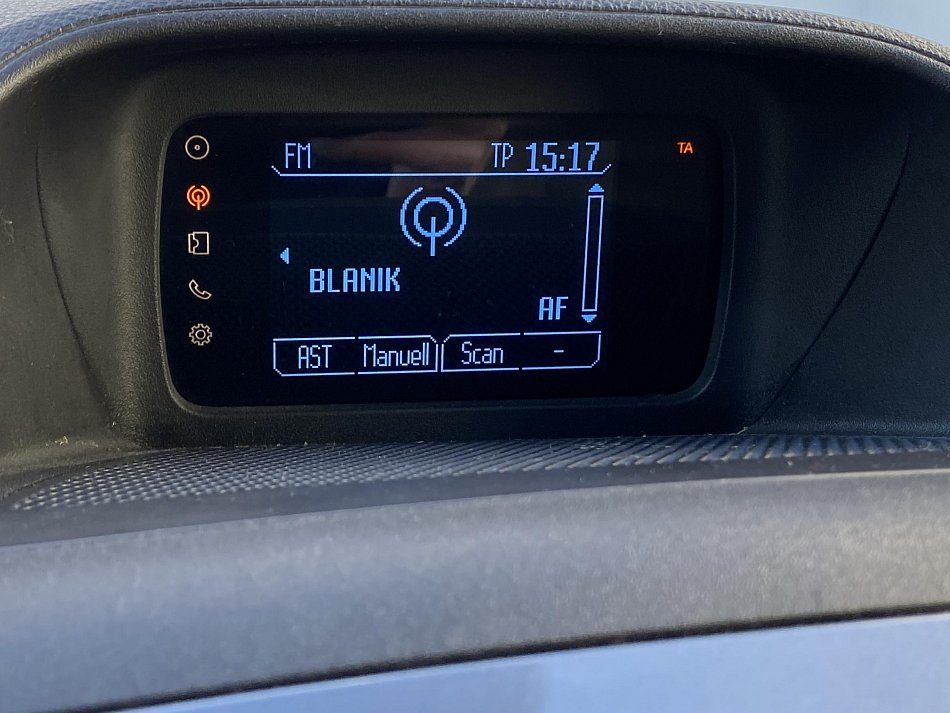 FM TP 15:17 TA
BLANIK
AF
AST Manuell Scan -